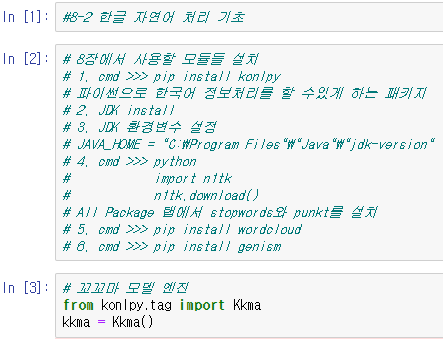 In [1]: #8-2 한글 자연어 처리 기초
In [2]: # 8장에서 사용할 모듈들 설치
# 1. cmd >>> pip install konlpy
# 파이썬으로 한국어 정보처리를 할 수있게 하는 패키지
# 2. JDK install
# 3. JDK 환경변수 설정
# JAVA_HOME = "C:₩Program Files"₩"Java"₩"jdk-version"
# 4. cmd >>> python
# import n1tk
# n1tk.download()
# All Package 탭에서 stopwords와 punkt를 설치
# 5. cmd >>> pip install wordcloud
# 6. cmd >>> pip install genism
In [3]: # 꼬꼬마 모델 엔진
from konlpy.tag import Kkma
kkma = Kkma()